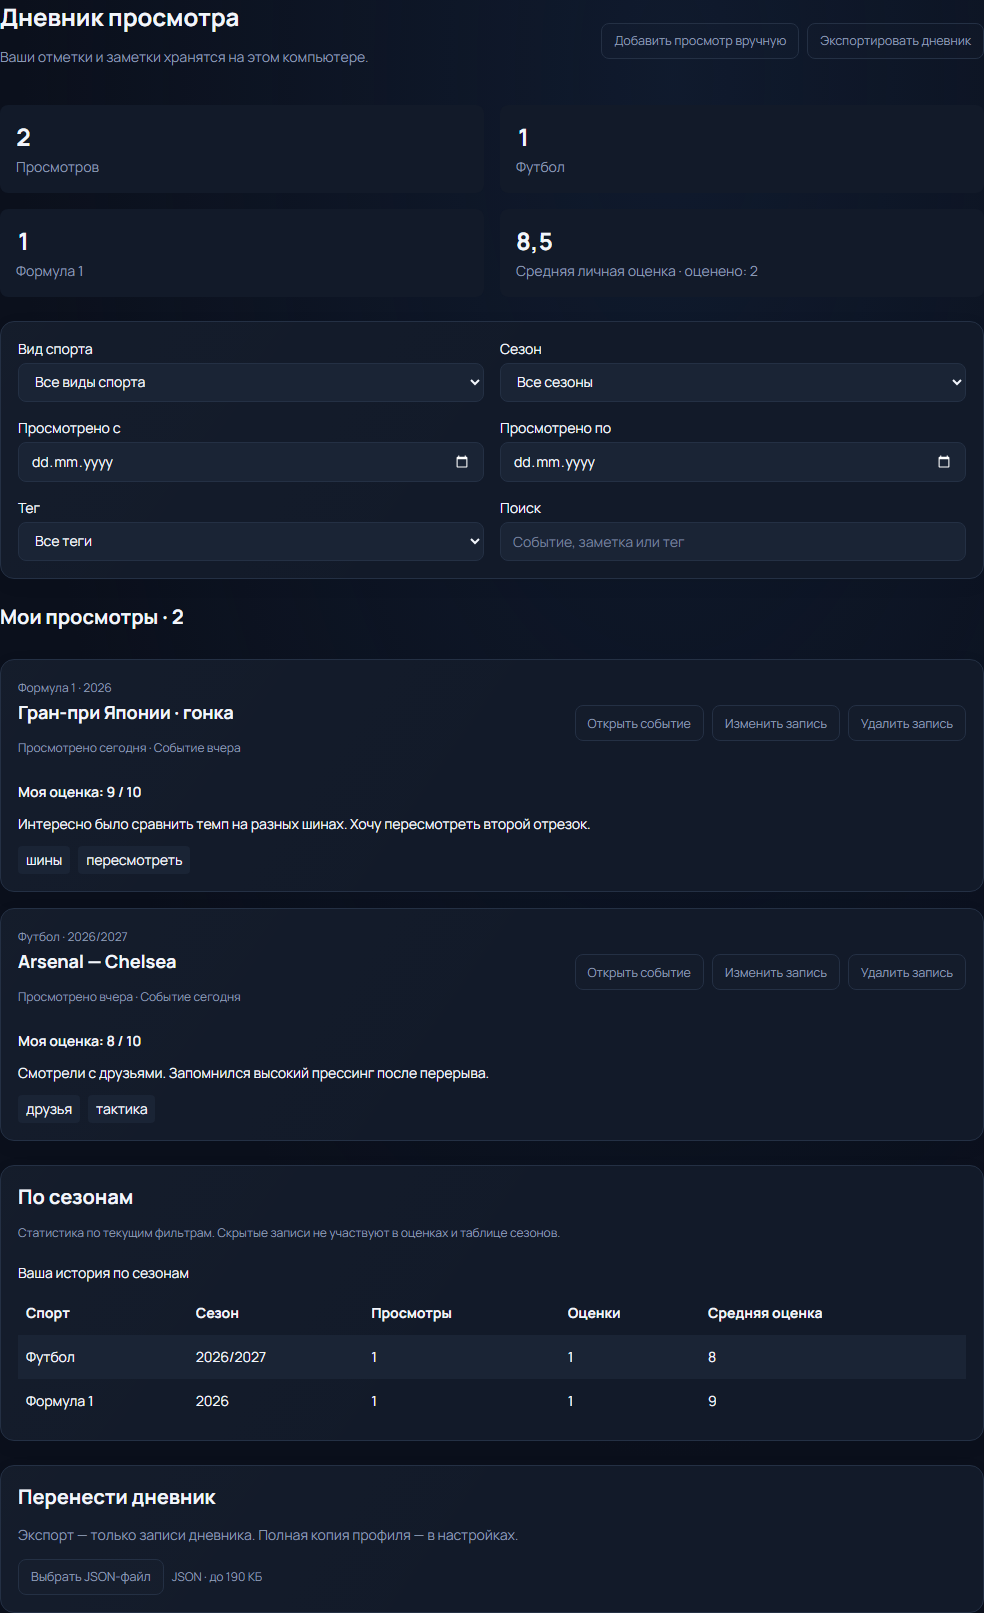 Дневник просмотра
Ваши отметки и заметки хранятся на этом компьютере.
Добавить просмотр вручную
Экспортировать дневник
2
Просмотров
1
Футбол
1
Формула 1
8,5
Средняя личная оценка · оценено: 2
Вид спорта
Все виды спорта
Сезон
Все сезоны
Просмотрено с
dd.mm.yyyy
Просмотрено по
dd.mm.yyyy
Тег
Все теги
Поиск
Событие, заметка или тег
Мои просмотры · 2
Формула 1 · 2026
Гран-при Японии · гонка
Просмотрено сегодня · Событие вчера
Открыть событие
Изменить запись
Удалить запись
Моя оценка: 9 / 10
Интересно было сравнить темп на разных шинах. Хочу пересмотреть второй отрезок.
шины
пересмотреть
Футбол · 2026/2027
Arsenal — Chelsea
Просмотрено вчера · Событие сегодня
Открыть событие
Изменить запись
Удалить запись
Моя оценка: 8 / 10
Смотрели с друзьями. Запомнился высокий прессинг после перерыва.
друзья
тактика
По сезонам
Статистика по текущим фильтрам. Скрытые записи не участвуют в оценках и таблице сезонов.
Ваша история по сезонам
Спорт Сезон Просмотры Оценки Средняя оценка
Футбол 2026/2027 1 1 8
Формула 1 2026 1 1 9
Перенести дневник
Экспорт — только записи дневника. Полная копия профиля — в настройках.
Выбрать JSON-файл
JSON · до 190 КБ